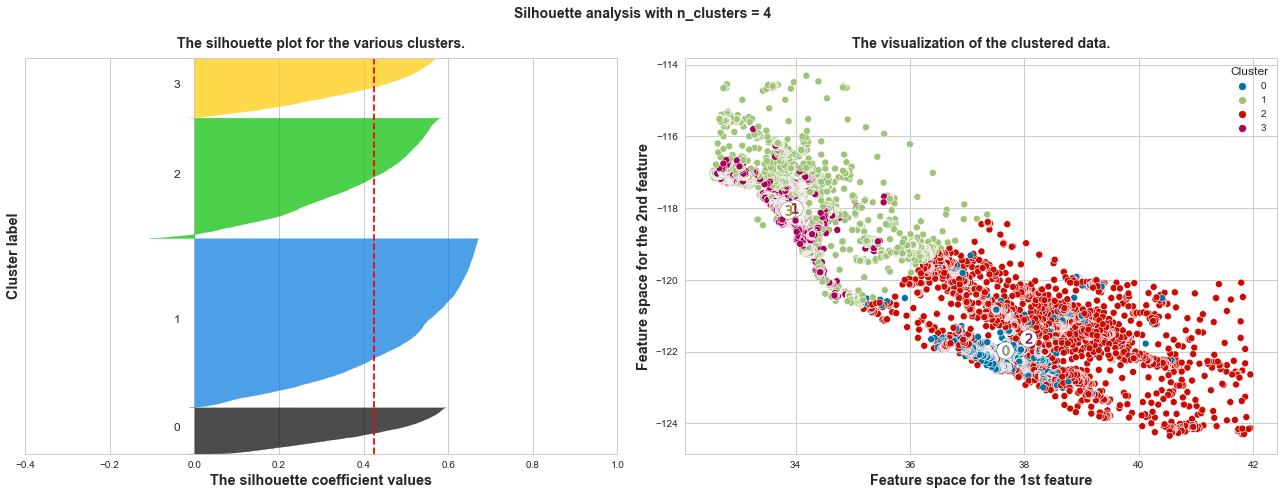 Silhouette analysis with n_clusters = 4
The silhouette plot for the various clusters.
3
2
1
0
Cluster label
−0.4 −0.2 0.0 0.2 0.4 0.6 0.8 1.0
The silhouette coefficient values
The visualization of the clustered data.
−114
−116
−118
−120
−122
−124
Feature space for the 2nd feature
Cluster
0
1
2
3
3 1
2
0
34 36 38 40 42
Feature space for the 1st feature